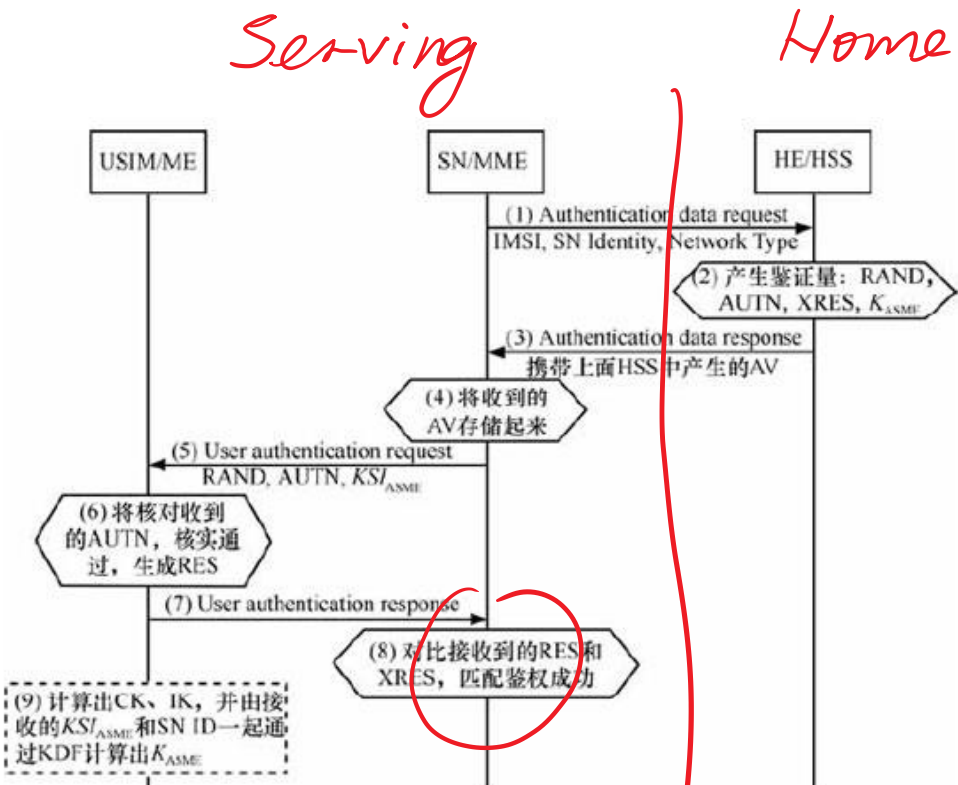 Serving
Home
USIM/ME
SN/MME
HE/HSS
(1) Authentication data request
IMSI, SN Identity, Network Type
(2) 产生鉴证量：RAND，
AUTN, XRES, K_ASME
(3) Authentication data response
携带上面HSS中产生的AV
(4) 将收到的
AV存储起来
(5) User authentication request
RAND, AUTN, KSI_ASME
(6) 将核对收到
的AUTN，核实通
过，生成RES
(7) User authentication response
(8) 对比接收到的RES和
XRES，匹配鉴权成功
(9) 计算出CK、IK，并由接
收的KSI_ASME和SN ID一起通
过KDF计算出K_ASME